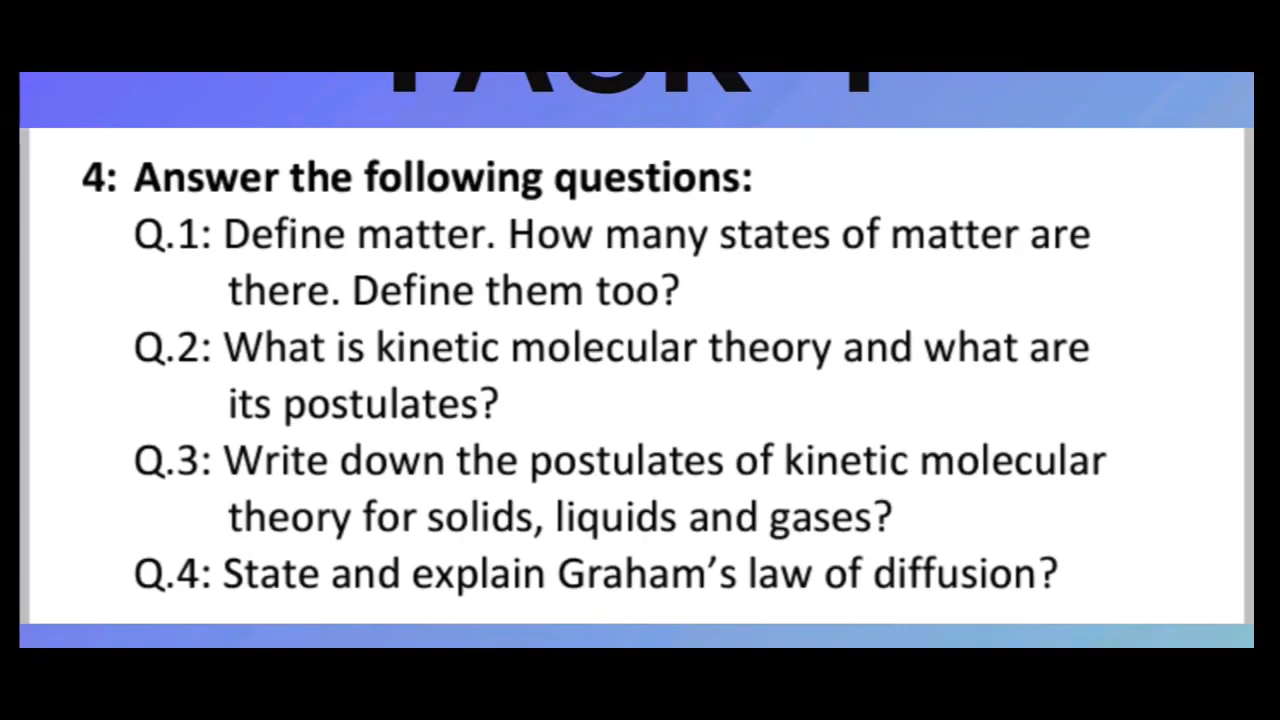 4: Answer the following questions:
Q.1: Define matter. How many states of matter are
there. Define them too?
Q.2: What is kinetic molecular theory and what are
its postulates?
Q.3: Write down the postulates of kinetic molecular
theory for solids, liquids and gases?
Q.4: State and explain Graham’s law of diffusion?